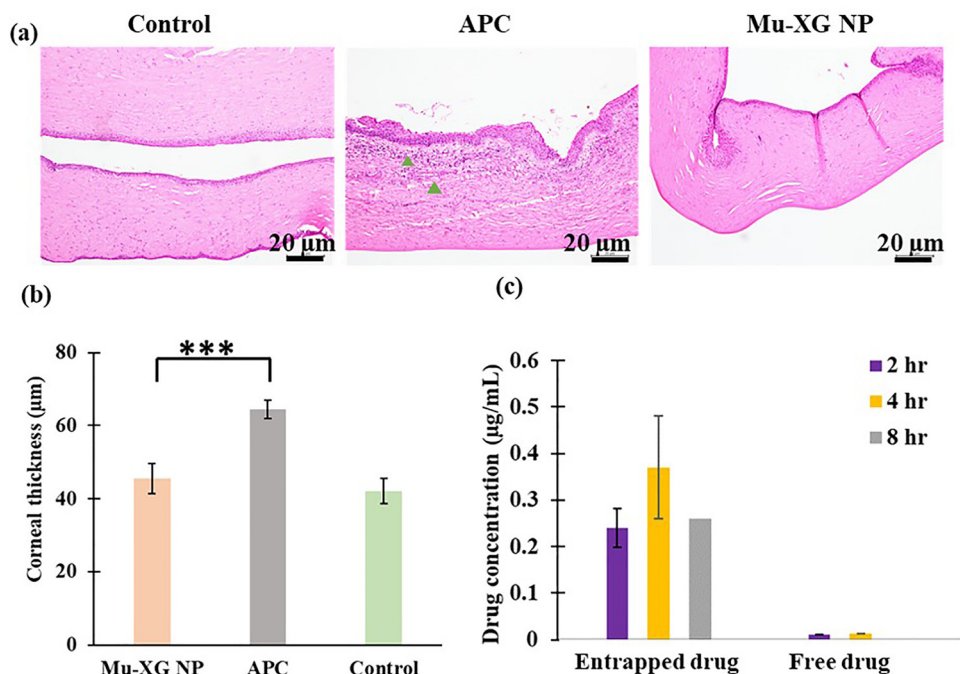 (a)
Control
APC
Mu-XG NP
20 µm
20 µm
20 µm
(b)
***
80
60
40
20
0
Corneal thickness (µm)
Mu-XG NP
APC
Control
(c)
0.6
0.5
0.4
0.3
0.2
0.1
0
Drug concentration (µg/mL)
2 hr
4 hr
8 hr
Entrapped drug
Free drug